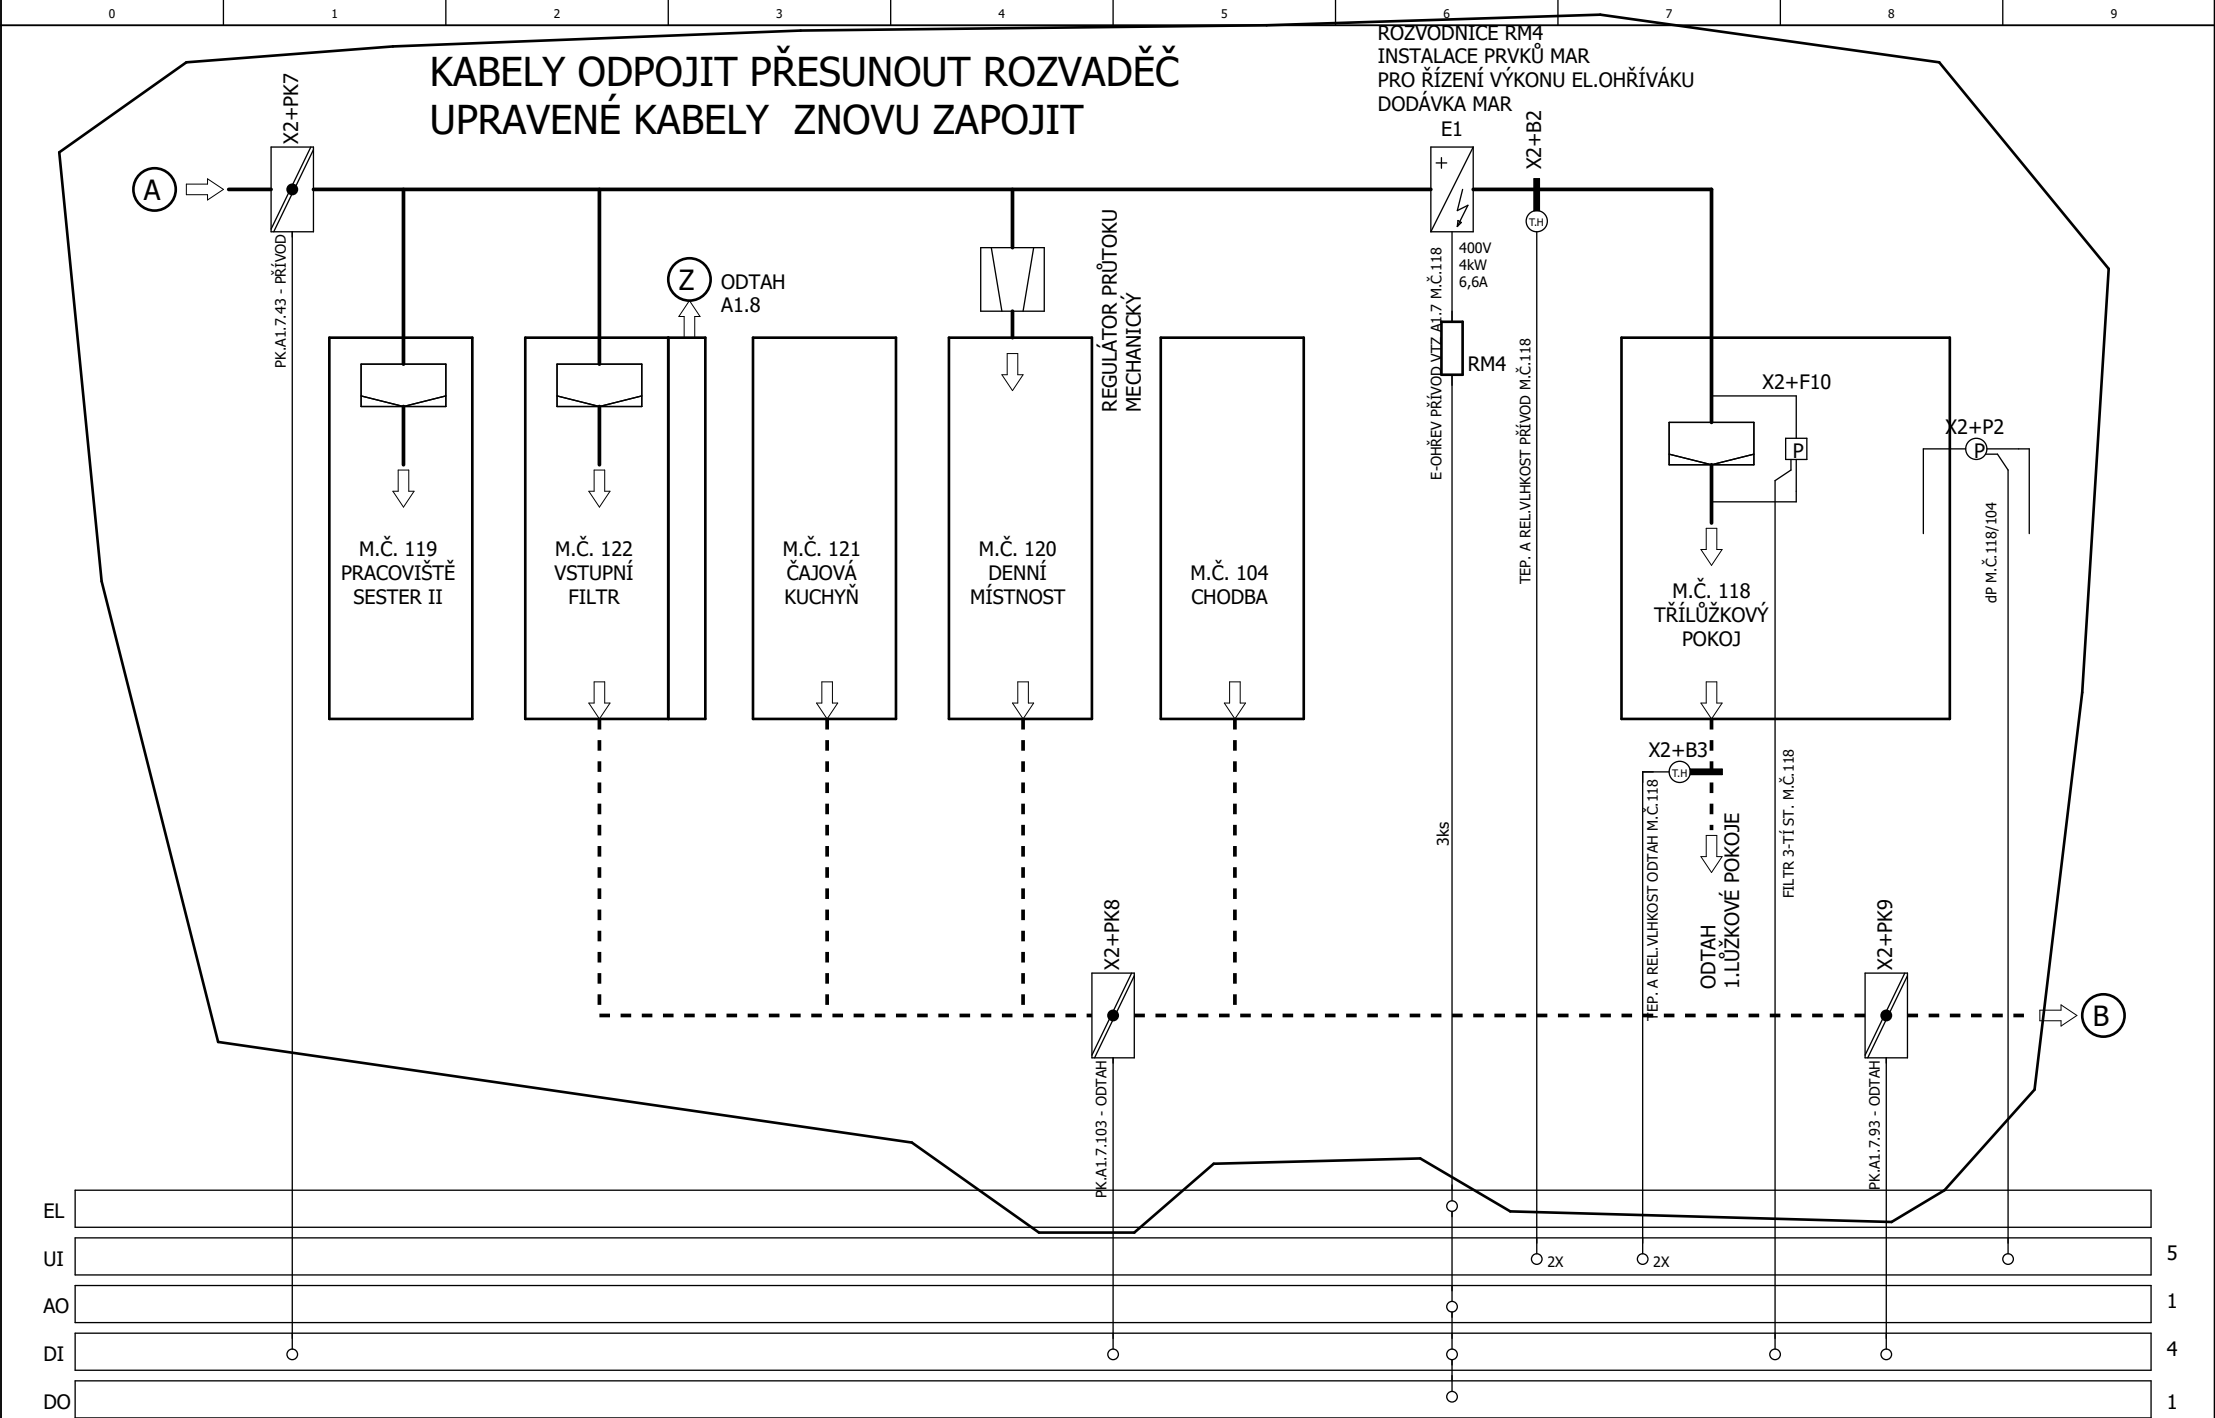 0 1 2 3 4 5 6 7 8 9
KABELY ODPOJIT PŘESUNOUT ROZVADĚČ
UPRAVENÉ KABELY ZNOVU ZAPOJIT
ROZVODNICE RM4
INSTALACE PRVKŮ MAR
PRO ŘÍZENÍ VÝKONU EL.OHŘÍVÁKU
DODÁVKA MAR
E1
X2+PK7
X2+B2
A
+
T.H
PK.A1.7.43 - PŘÍVOD
Z
ODTAH
A1.8
REGULÁTOR PRŮTOKU
MECHANICKÝ
400V
4kW
6,6A
E-OHŘEV PŘÍVOD VTZ A1.7 M.Č.118
RM4
TEP. A REL.VLHKOST PŘÍVOD M.Č.118
X2+F10
P
X2+P2
P
dP M.Č.118/104
M.Č. 119
PRACOVIŠTĚ
SESTER II
M.Č. 122
VSTUPNÍ
FILTR
M.Č. 121
ČAJOVÁ
KUCHYŇ
M.Č. 120
DENNÍ
MÍSTNOST
M.Č. 104
CHODBA
M.Č. 118
TŘÍLŮŽKOVÝ
POKOJ
X2+B3
T.H
TEP. A REL.VLHKOST ODTAH M.Č.118
ODTAH
1.LŮŽKOVÉ POKOJE
FILTR 3-TÍ ST. M.Č.118
3ks
X2+PK8
X2+PK9
B
PK.A1.7.103 - ODTAH
PK.A1.7.93 - ODTAH
EL
UI 2X 2X 5
AO 1
DI 4
DO 1